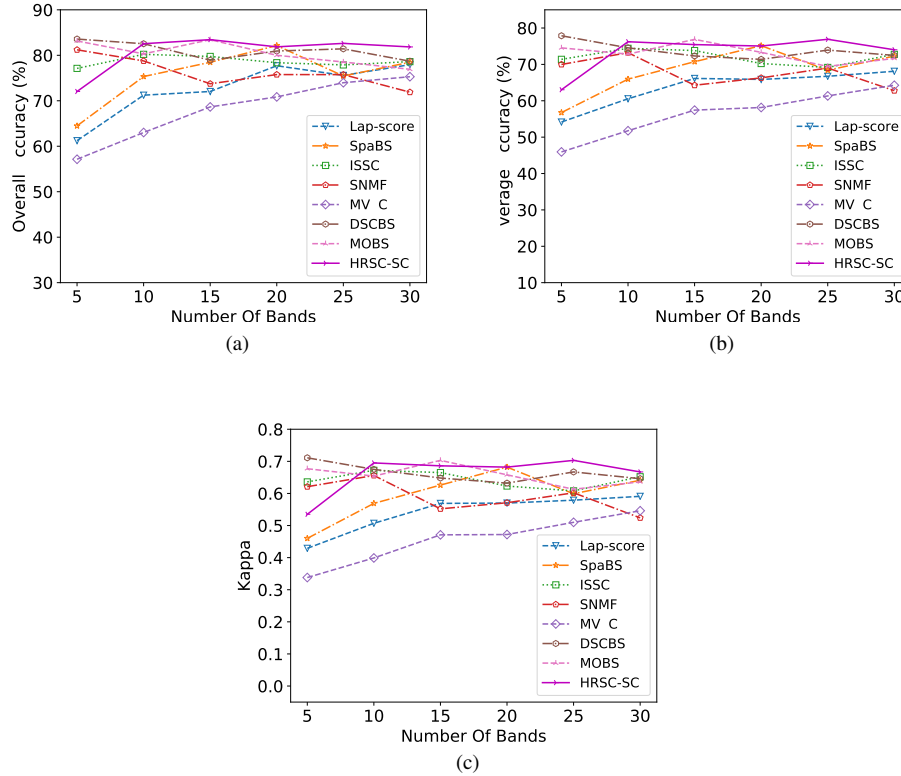 90
80
70
60
50
40
30
Overall ccuracy (%)
Lap-score
SpaBS
ISSC
SNMF
MV C
DSCBS
MOBS
HRSC-SC
5 10 15 20 25 30
Number Of Bands
(a)
80
70
60
50
40
30
20
10
verage ccuracy (%)
Lap-score
SpaBS
ISSC
SNMF
MV C
DSCBS
MOBS
HRSC-SC
5 10 15 20 25 30
Number Of Bands
(b)
0.8
0.7
0.6
0.5
0.4
0.3
0.2
0.1
0.0
Kappa
Lap-score
SpaBS
ISSC
SNMF
MV C
DSCBS
MOBS
HRSC-SC
5 10 15 20 25 30
Number Of Bands
(c)